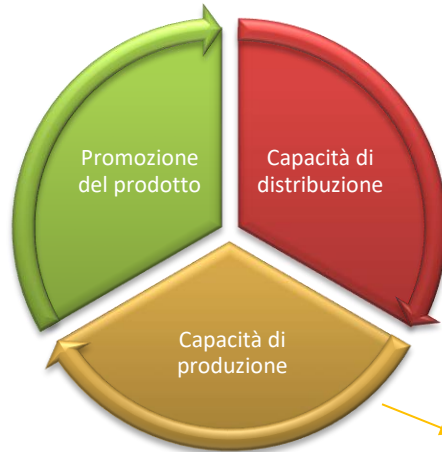 Promozione
del prodotto
Capacità di
distribuzione
Capacità di
produzione